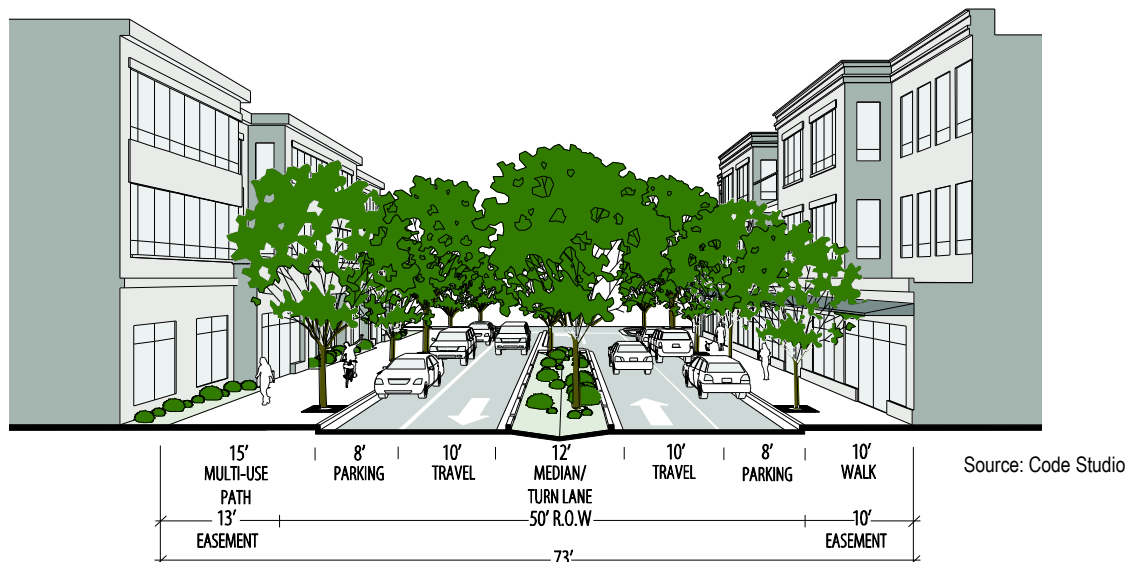 15' 8' 10' 12' 10' 8' 10'
MULTI-USE PARKING TRAVEL MEDIAN/ TRAVEL PARKING WALK
PATH TURN LANE
Source: Code Studio
13' 50' R.O.W 10'
EASEMENT EASEMENT
73'